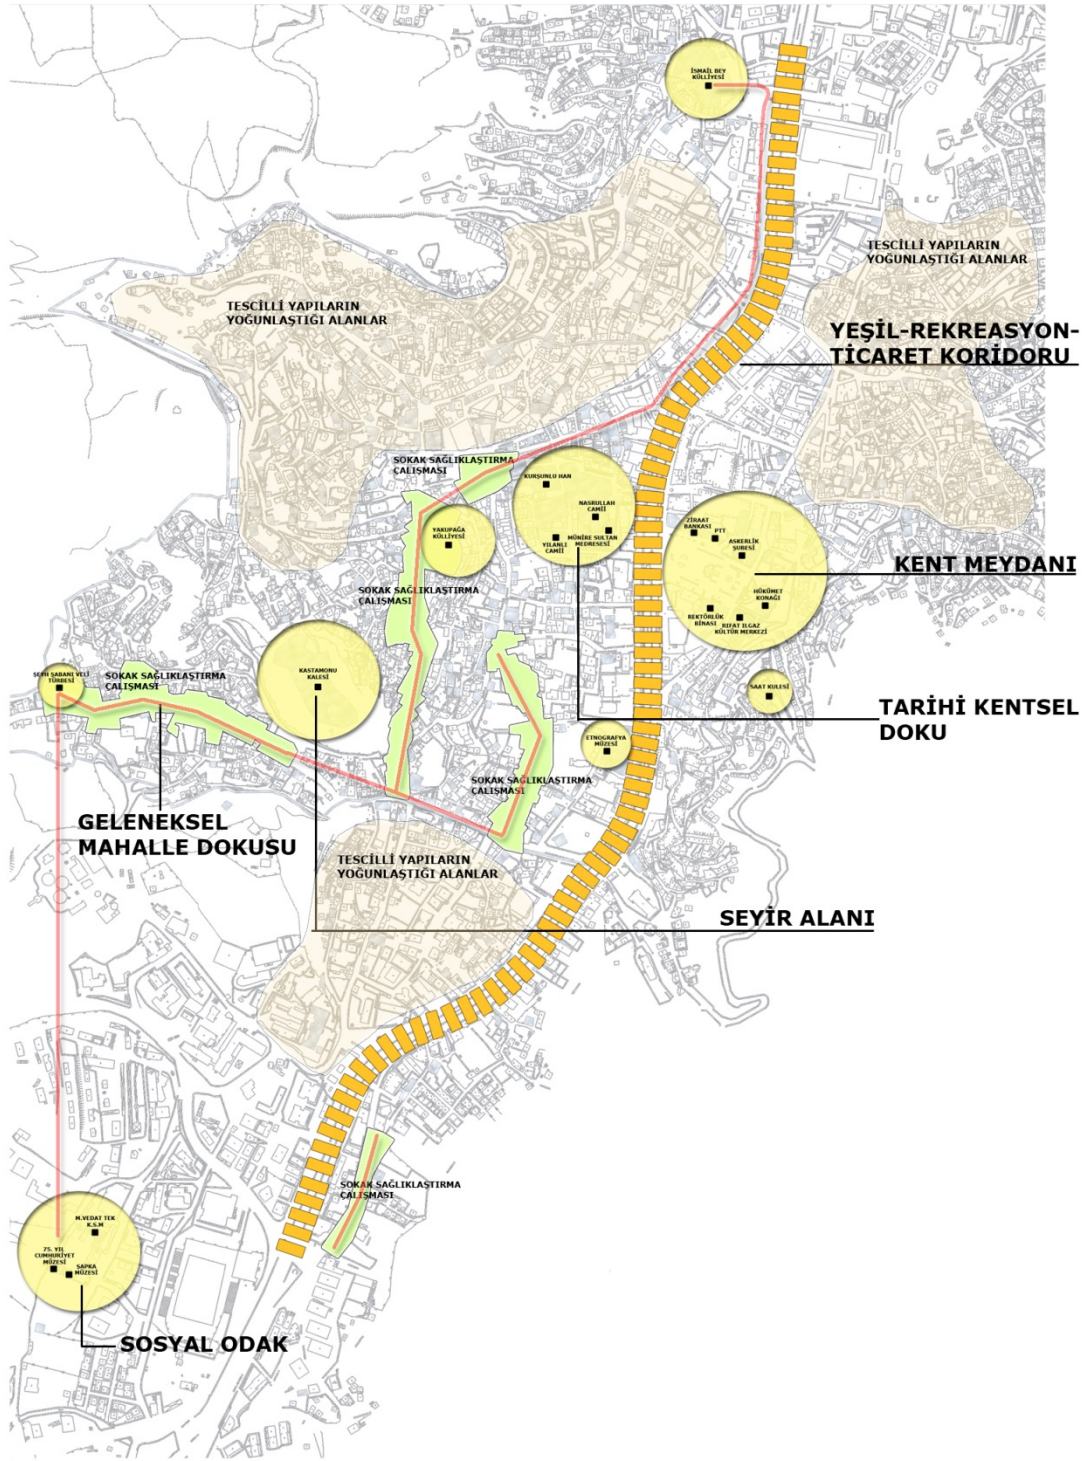 İSMAİL BEY
KÜLLİYESİ
TESCİLLİ YAPILARIN
YOĞUNLAŞTIĞI ALANLAR
TESCİLLİ YAPILARIN
YOĞUNLAŞTIĞI ALANLAR
YEŞİL-REKREASYON-
TİCARET KORİDORU
SOKAK SAĞLIKLAŞTIRMA
ÇALIŞMASI
KURŞUNLU HAN
NASRULLAH
CAMİİ
YILANLI
CAMİİ
MÜNİRE SULTAN
MEDRESESİ
YAKUPAĞA
KÜLLİYESİ
ZİRAAT
BANKASI
PTT
ASKERLİK
ŞUBESİ
HÜKÜMET
KONAĞI
REKTÖRLÜK
BİNASI
RIFAT ILGAZ
KÜLTÜR MERKEZİ
KENT MEYDANI
SOKAK SAĞLIKLAŞTIRMA
ÇALIŞMASI
KASTAMONU
KALESİ
ŞEYH ŞABANI VELİ
TÜRBESİ
SOKAK SAĞLIKLAŞTIRMA
ÇALIŞMASI
SAAT KULESİ
TARİHİ KENTSEL
DOKU
ETNOGRAFYA
MÜZESİ
SOKAK SAĞLIKLAŞTIRMA
ÇALIŞMASI
GELENEKSEL
MAHALLE DOKUSU
TESCİLLİ YAPILARIN
YOĞUNLAŞTIĞI ALANLAR
SEYİR ALANI
SOKAK SAĞLIKLAŞTIRMA
ÇALIŞMASI
M.VEDAT TEK
K.S.M
75. YIL
CUMHURİYET
MÜZESİ
ŞAPKA
MÜZESİ
SOSYAL ODAK